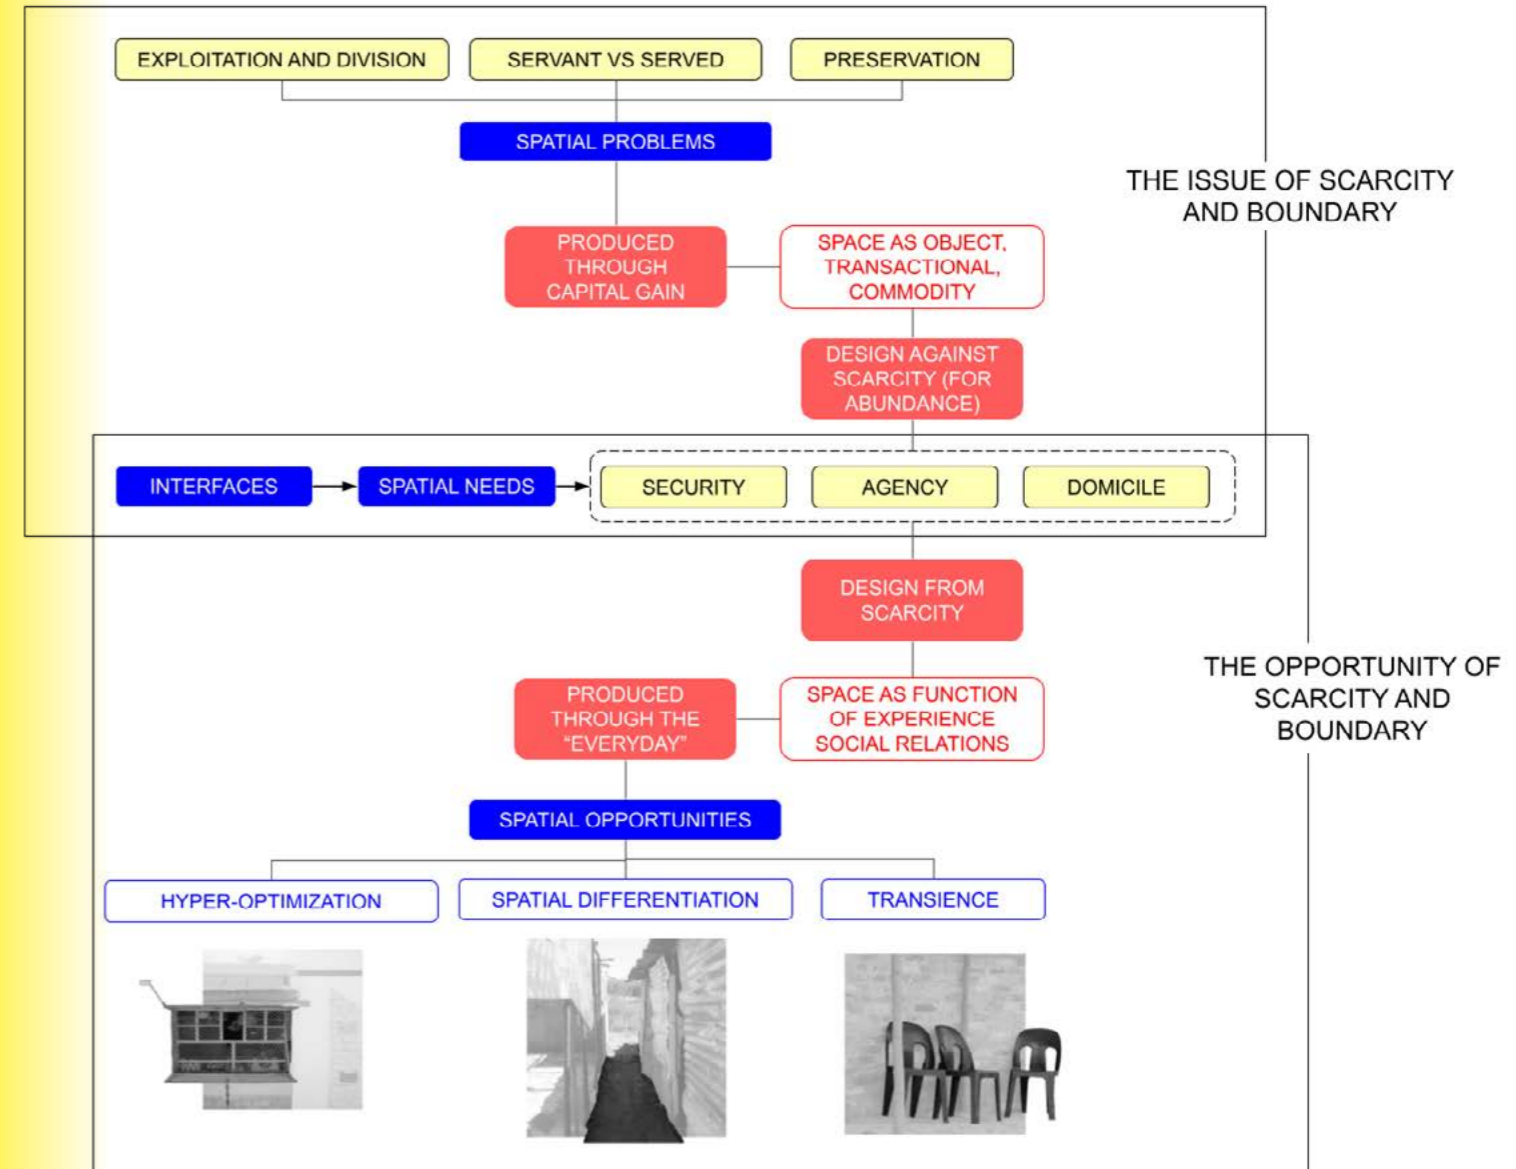 EXPLOITATION AND DIVISION
SERVANT VS SERVED
PRESERVATION
SPATIAL PROBLEMS
THE ISSUE OF SCARCITY
AND BOUNDARY
PRODUCED
THROUGH
CAPITAL GAIN
SPACE AS OBJECT,
TRANSACTIONAL,
COMMODITY
DESIGN AGAINST
SCARCITY (FOR
ABUNDANCE)
INTERFACES
SPATIAL NEEDS
SECURITY
AGENCY
DOMICILE
DESIGN FROM
SCARCITY
THE OPPORTUNITY OF
SCARCITY AND
BOUNDARY
PRODUCED
THROUGH THE
“EVERYDAY”
SPACE AS FUNCTION
OF EXPERIENCE
SOCIAL RELATIONS
SPATIAL OPPORTUNITIES
HYPER-OPTIMIZATION
SPATIAL DIFFERENTIATION
TRANSIENCE